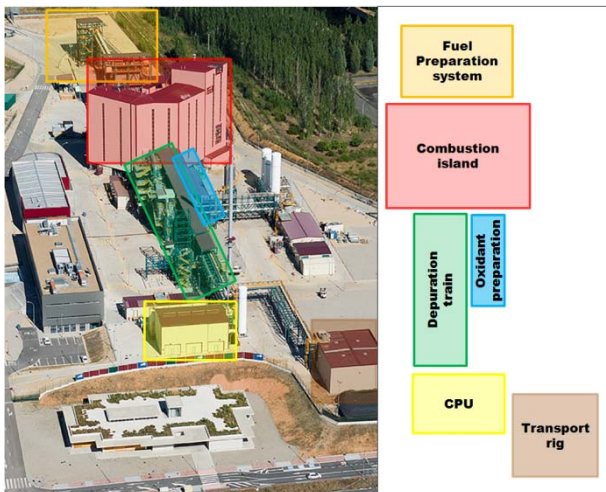 Fuel
Preparation
system
Combustion
island
Depuration
train
Oxidant
preparation
CPU
Transport
rig